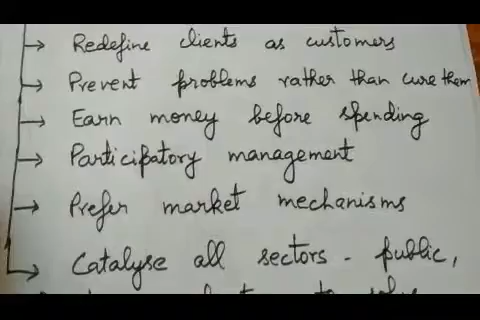 → Redefine clients as customers
→ Prevent problems rather than cure them
→ Earn money before spending
→ Participatory management
→ Prefer market mechanisms
→ Catalyse all sectors - public,